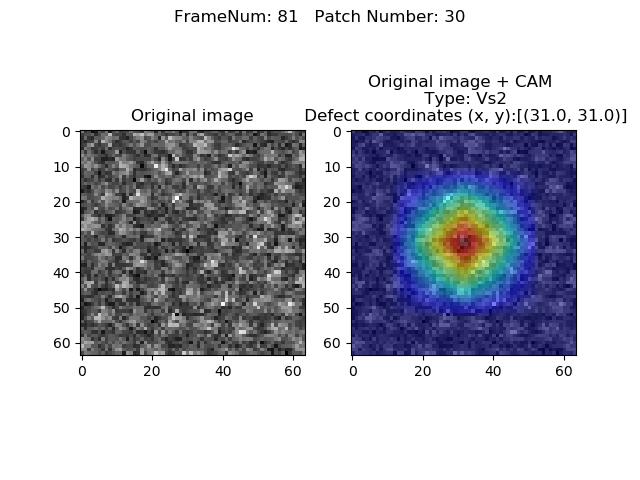 FrameNum: 81   Patch Number: 30
Original image
Original image + CAM
Type: Vs2
Defect coordinates (x, y):[(31.0, 31.0)]
0
10
20
30
40
50
60
0 20 40 60
0
10
20
30
40
50
60
0 20 40 60